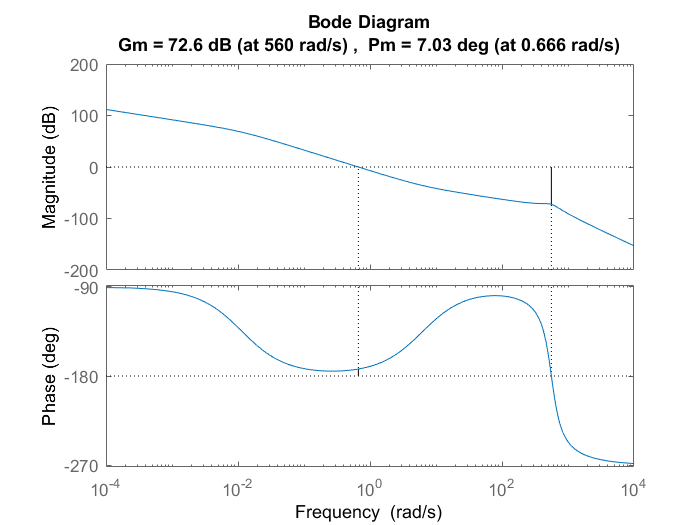 Bode Diagram
Gm = 72.6 dB (at 560 rad/s) ,  Pm = 7.03 deg (at 0.666 rad/s)
200
100
0
-100
-200
Magnitude (dB)
-90
-180
-270
Phase (deg)
10^-4 10^-2 10^0 10^2 10^4
Frequency  (rad/s)